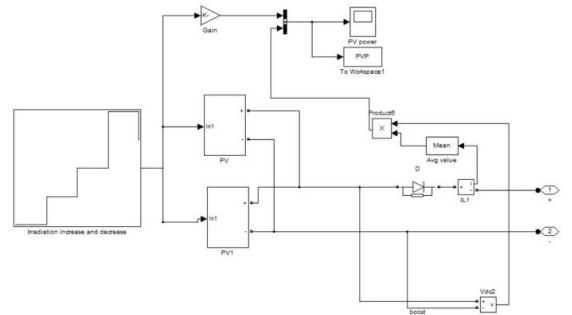 K-
Gain
PV power
PVP
To Workspace1
Product6
×
In1
+
-
PV
Mean
Avg value
D
+
i
-
IL1
1
+
In1
+
-
PV1
2
-
Irradiation increase and decrease
Vdc2
+
-
v
boost